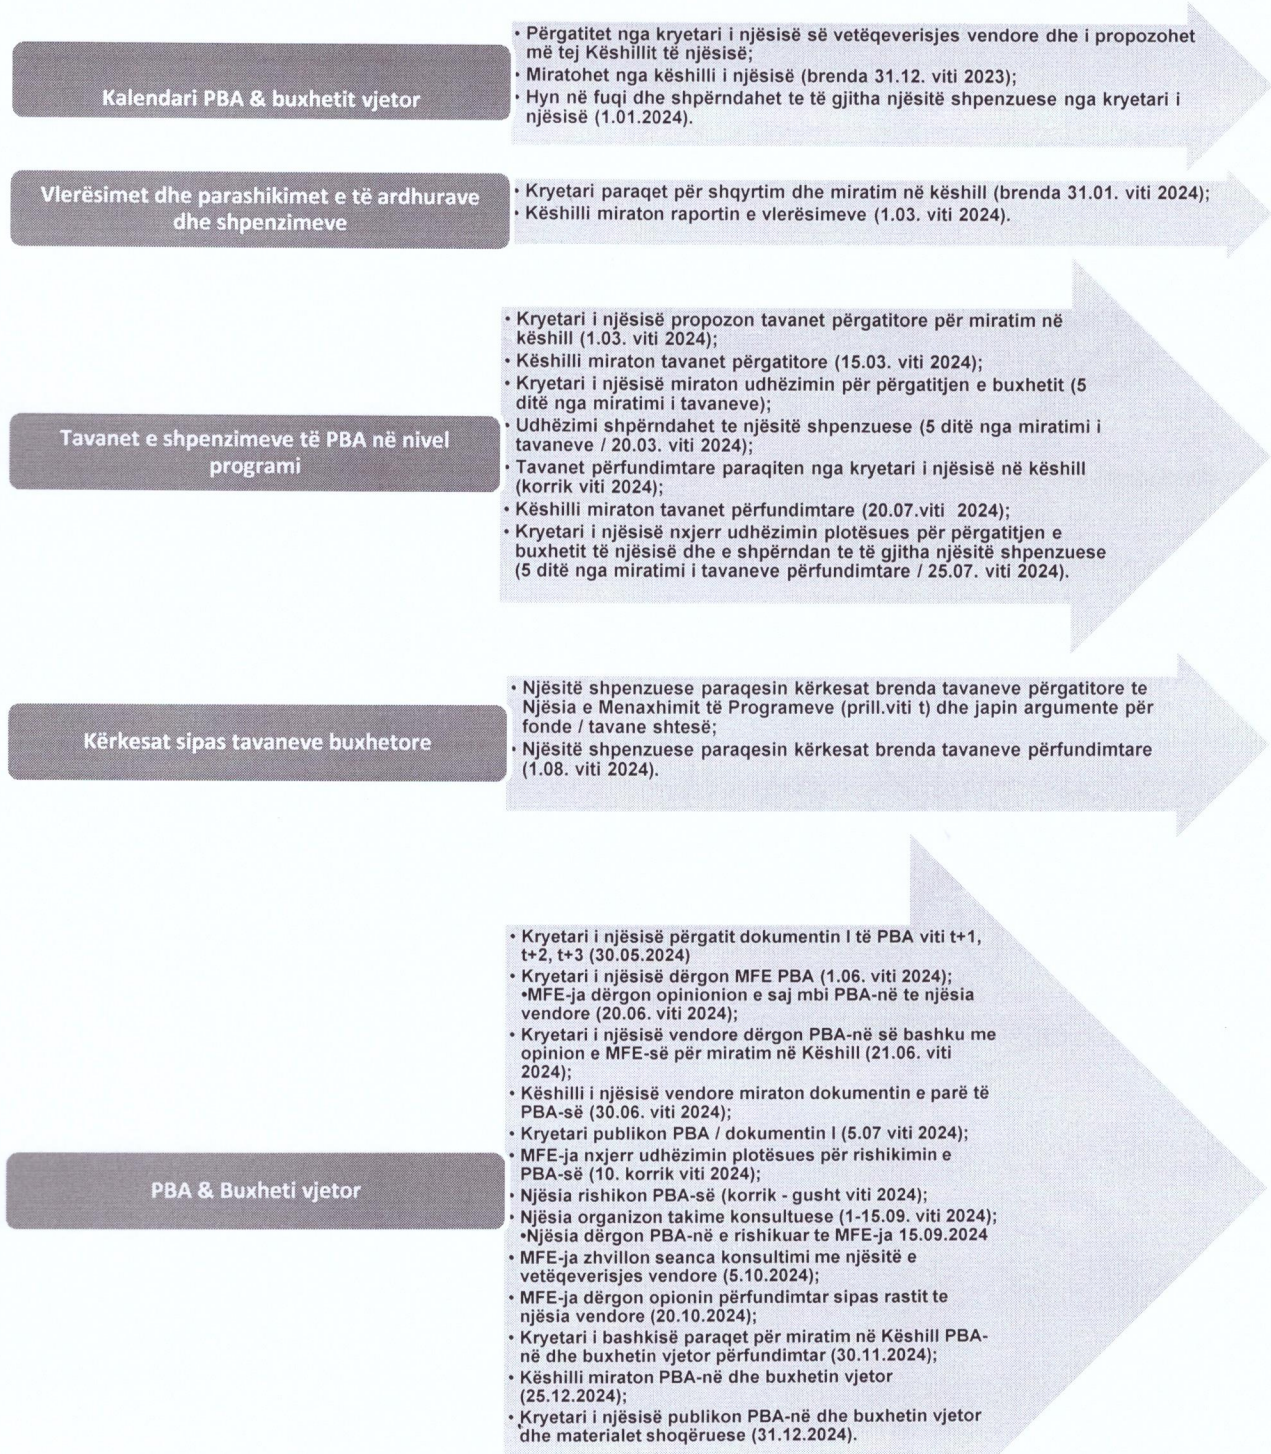 Kalendari PBA & buxhetit vjetor
• Përgatitet nga kryetari i njësisë së vetëqeverisjes vendore dhe i propozohet
më tej Këshillit të njësisë;
• Miratohet nga këshilli i njësisë (brenda 31.12. viti 2023);
• Hyn në fuqi dhe shpërndahet te të gjitha njësitë shpenzuese nga kryetari i
njësisë (1.01.2024).
Vlerësimet dhe parashikimet e të ardhurave
dhe shpenzimeve
• Kryetari paraqet për shqyrtim dhe miratim në këshill (brenda 31.01. viti 2024);
• Këshilli miraton raportin e vlerësimeve (1.03. viti 2024).
Tavanet e shpenzimeve të PBA në nivel
programi
• Kryetari i njësisë propozon tavanet përgatitore për miratim në
këshill (1.03. viti 2024);
• Këshilli miraton tavanet përgatitore (15.03. viti 2024);
• Kryetari i njësisë miraton udhëzimin për përgatitjen e buxhetit (5
ditë nga miratimi i tavaneve);
• Udhëzimi shpërndahet te njësitë shpenzuese (5 ditë nga miratimi i
tavaneve / 20.03. viti 2024);
• Tavanet përfundimtare paraqiten nga kryetari i njësisë në këshill
(korrik viti 2024);
• Këshilli miraton tavanet përfundimtare (20.07.viti 2024);
• Kryetari i njësisë nxjerr udhëzimin plotësues për përgatitjen e
buxhetit të njësisë dhe e shpërndan te të gjitha njësitë shpenzuese
(5 ditë nga miratimi i tavaneve përfundimtare / 25.07. viti 2024).
Kërkesat sipas tavaneve buxhetore
• Njësitë shpenzuese paraqesin kërkesat brenda tavaneve përgatitore te
Njësia e Menaxhimit të Programeve (prill.viti t) dhe japin argumente për
fonde / tavane shtesë;
• Njësitë shpenzuese paraqesin kërkesat brenda tavaneve përfundimtare
(1.08. viti 2024).
PBA & Buxheti vjetor
• Kryetari i njësisë përgatit dokumentin I të PBA viti t+1,
t+2, t+3 (30.05.2024)
• Kryetari i njësisë dërgon MFE PBA (1.06. viti 2024);
•MFE-ja dërgon opinionion e saj mbi PBA-në te njësia
vendore (20.06. viti 2024);
• Kryetari i njësisë vendore dërgon PBA-në së bashku me
opinion e MFE-së për miratim në Këshill (21.06. viti
2024);
• Këshilli i njësisë vendore miraton dokumentin e parë të
PBA-së (30.06. viti 2024);
• Kryetari publikon PBA / dokumentin I (5.07 viti 2024);
• MFE-ja nxjerr udhëzimin plotësues për rishikimin e
PBA-së (10. korrik viti 2024);
• Njësia rishikon PBA-së (korrik - gusht viti 2024);
• Njësia organizon takime konsultuese (1-15.09. viti 2024);
•Njësia dërgon PBA-në e rishikuar te MFE-ja 15.09.2024
• MFE-ja zhvillon seanca konsultimi me njësitë e
vetëqeverisjes vendore (5.10.2024);
• MFE-ja dërgon opionin përfundimtar sipas rastit te
njësia vendore (20.10.2024);
• Kryetari i bashkisë paraqet për miratim në Këshill PBA-
në dhe buxhetin vjetor përfundimtar (30.11.2024);
• Këshilli miraton PBA-në dhe buxhetin vjetor
(25.12.2024);
• Kryetari i njësisë publikon PBA-në dhe buxhetin vjetor
dhe materialet shoqëruese (31.12.2024).